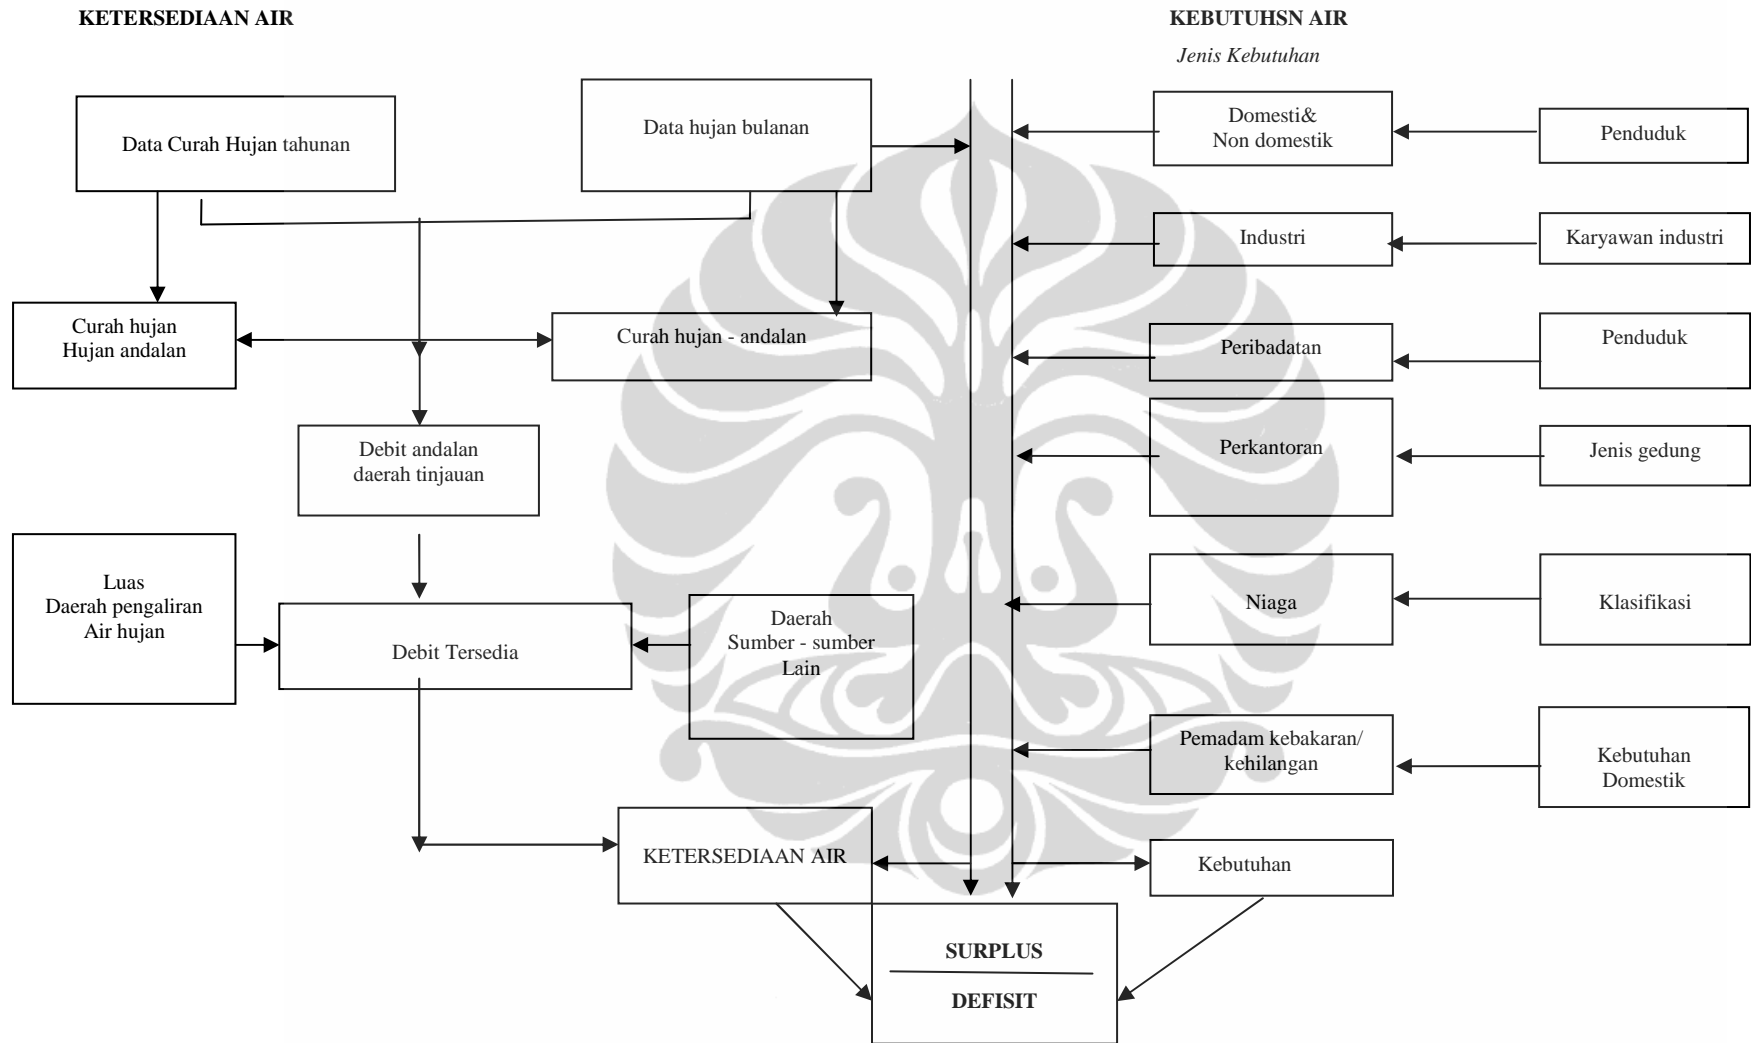 KETERSEDIAAN AIR
KEBUTUHSN AIR
Jenis Kebutuhan
Data Curah Hujan tahunan
Data hujan bulanan
Domesti&
Non domestik
Penduduk
Industri
Karyawan industri
Curah hujan
Hujan andalan
Curah hujan - andalan
Peribadatan
Penduduk
Debit andalan
daerah tinjauan
Perkantoran
Jenis gedung
Luas
Daerah pengaliran
Air hujan
Debit Tersedia
Daerah
Sumber - sumber
Lain
Niaga
Klasifikasi
Pemadam kebakaran/
kehilangan
Kebutuhan
Domestik
KETERSEDIAAN AIR
Kebutuhan
SURPLUS
DEFISIT